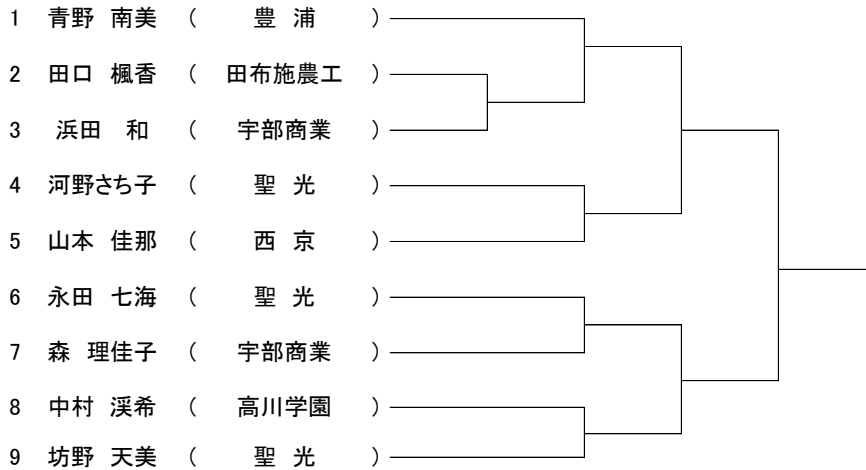 1 青野 南美 ( 豊 浦 )
2 田口 楓香 ( 田布施農工 )
3 浜田 和 ( 宇部商業 )
4 河野さち子 ( 聖 光 )
5 山本 佳那 ( 西 京 )
6 永田 七海 ( 聖 光 )
7 森 理佳子 ( 宇部商業 )
8 中村 渓希 ( 高川学園 )
9 坊野 天美 ( 聖 光 )